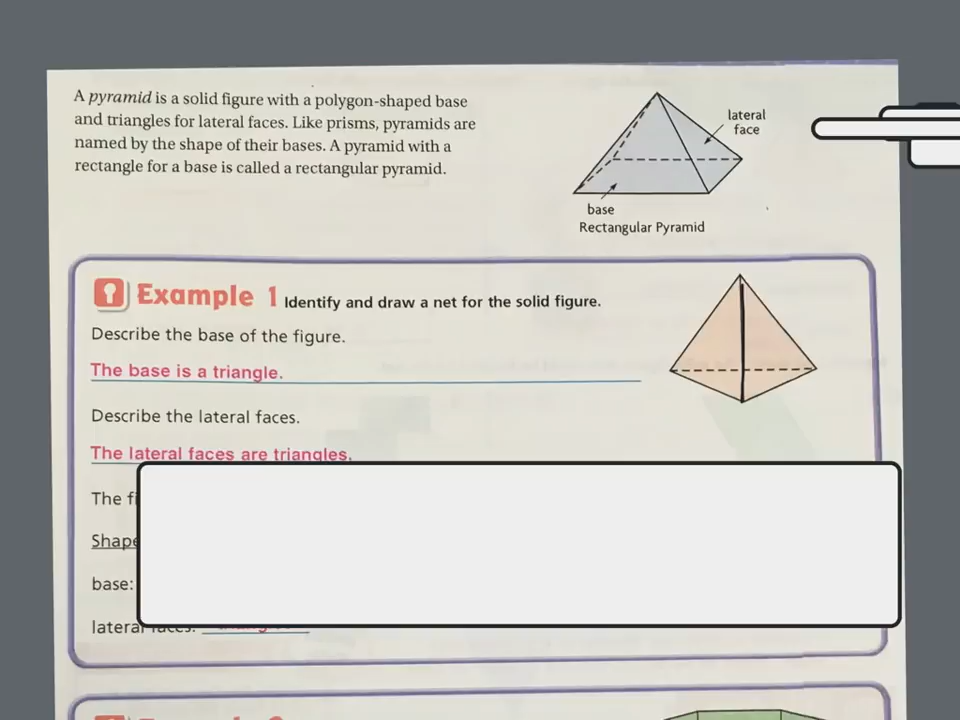 A pyramid is a solid figure with a polygon-shaped base
and triangles for lateral faces. Like prisms, pyramids are
named by the shape of their bases. A pyramid with a
rectangle for a base is called a rectangular pyramid.
lateral
face
base
Rectangular Pyramid
Example 1 Identify and draw a net for the solid figure.
Describe the base of the figure.
The base is a triangle.
Describe the lateral faces.
The lateral faces are triangles.
The
base: